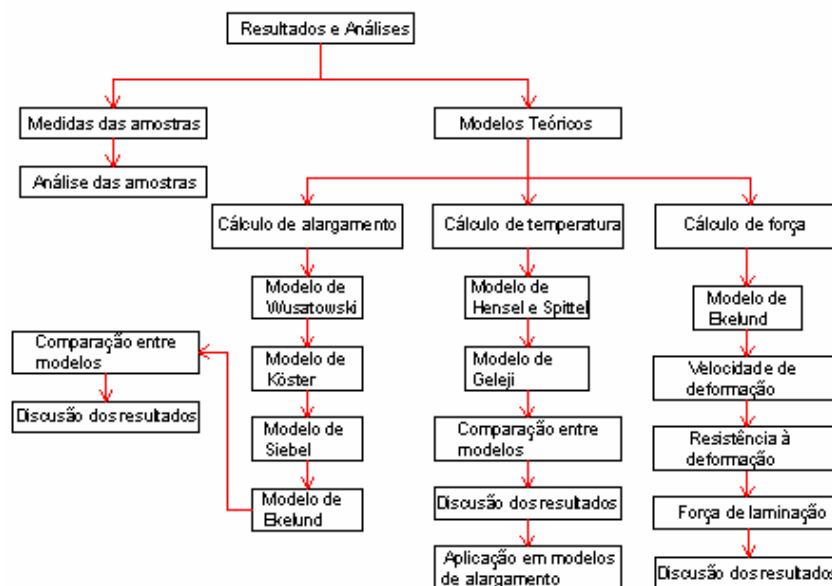 Resultados e Análises
Medidas das amostras
Modelos Teóricos
Análise das amostras
Cálculo de alargamento
Cálculo de temperatura
Cálculo de força
Modelo de
Wusatowski
Modelo de
Hensel e Spittel
Modelo de
Ekelund
Comparação entre
modelos
Modelo de
Köster
Modelo de
Geleji
Velocidade de
deformação
Discusão dos resultados
Modelo de
Siebel
Comparação entre
modelos
Resistência à
deformação
Modelo de
Ekelund
Discusão dos resultados
Força de laminação
Aplicação em modelos
de alargamento
Discusão dos resultados